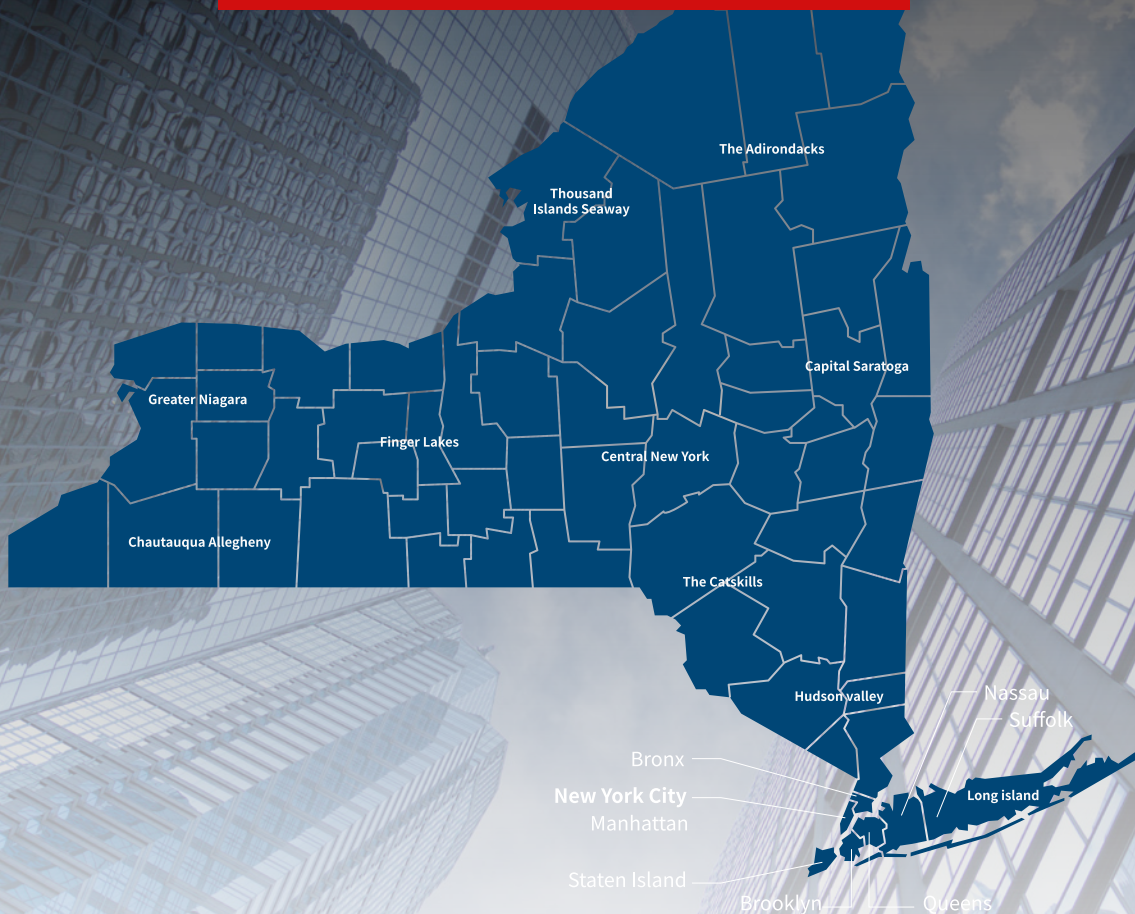 The Adirondacks
Thousand
Islands Seaway
Capital Saratoga
Greater Niagara
Finger Lakes
Central New York
Chautauqua Allegheny
The Catskills
Hudson valley
Nassau
Suffolk
Bronx
New York City
Manhattan
Long island
Staten Island
Brooklyn
Queens